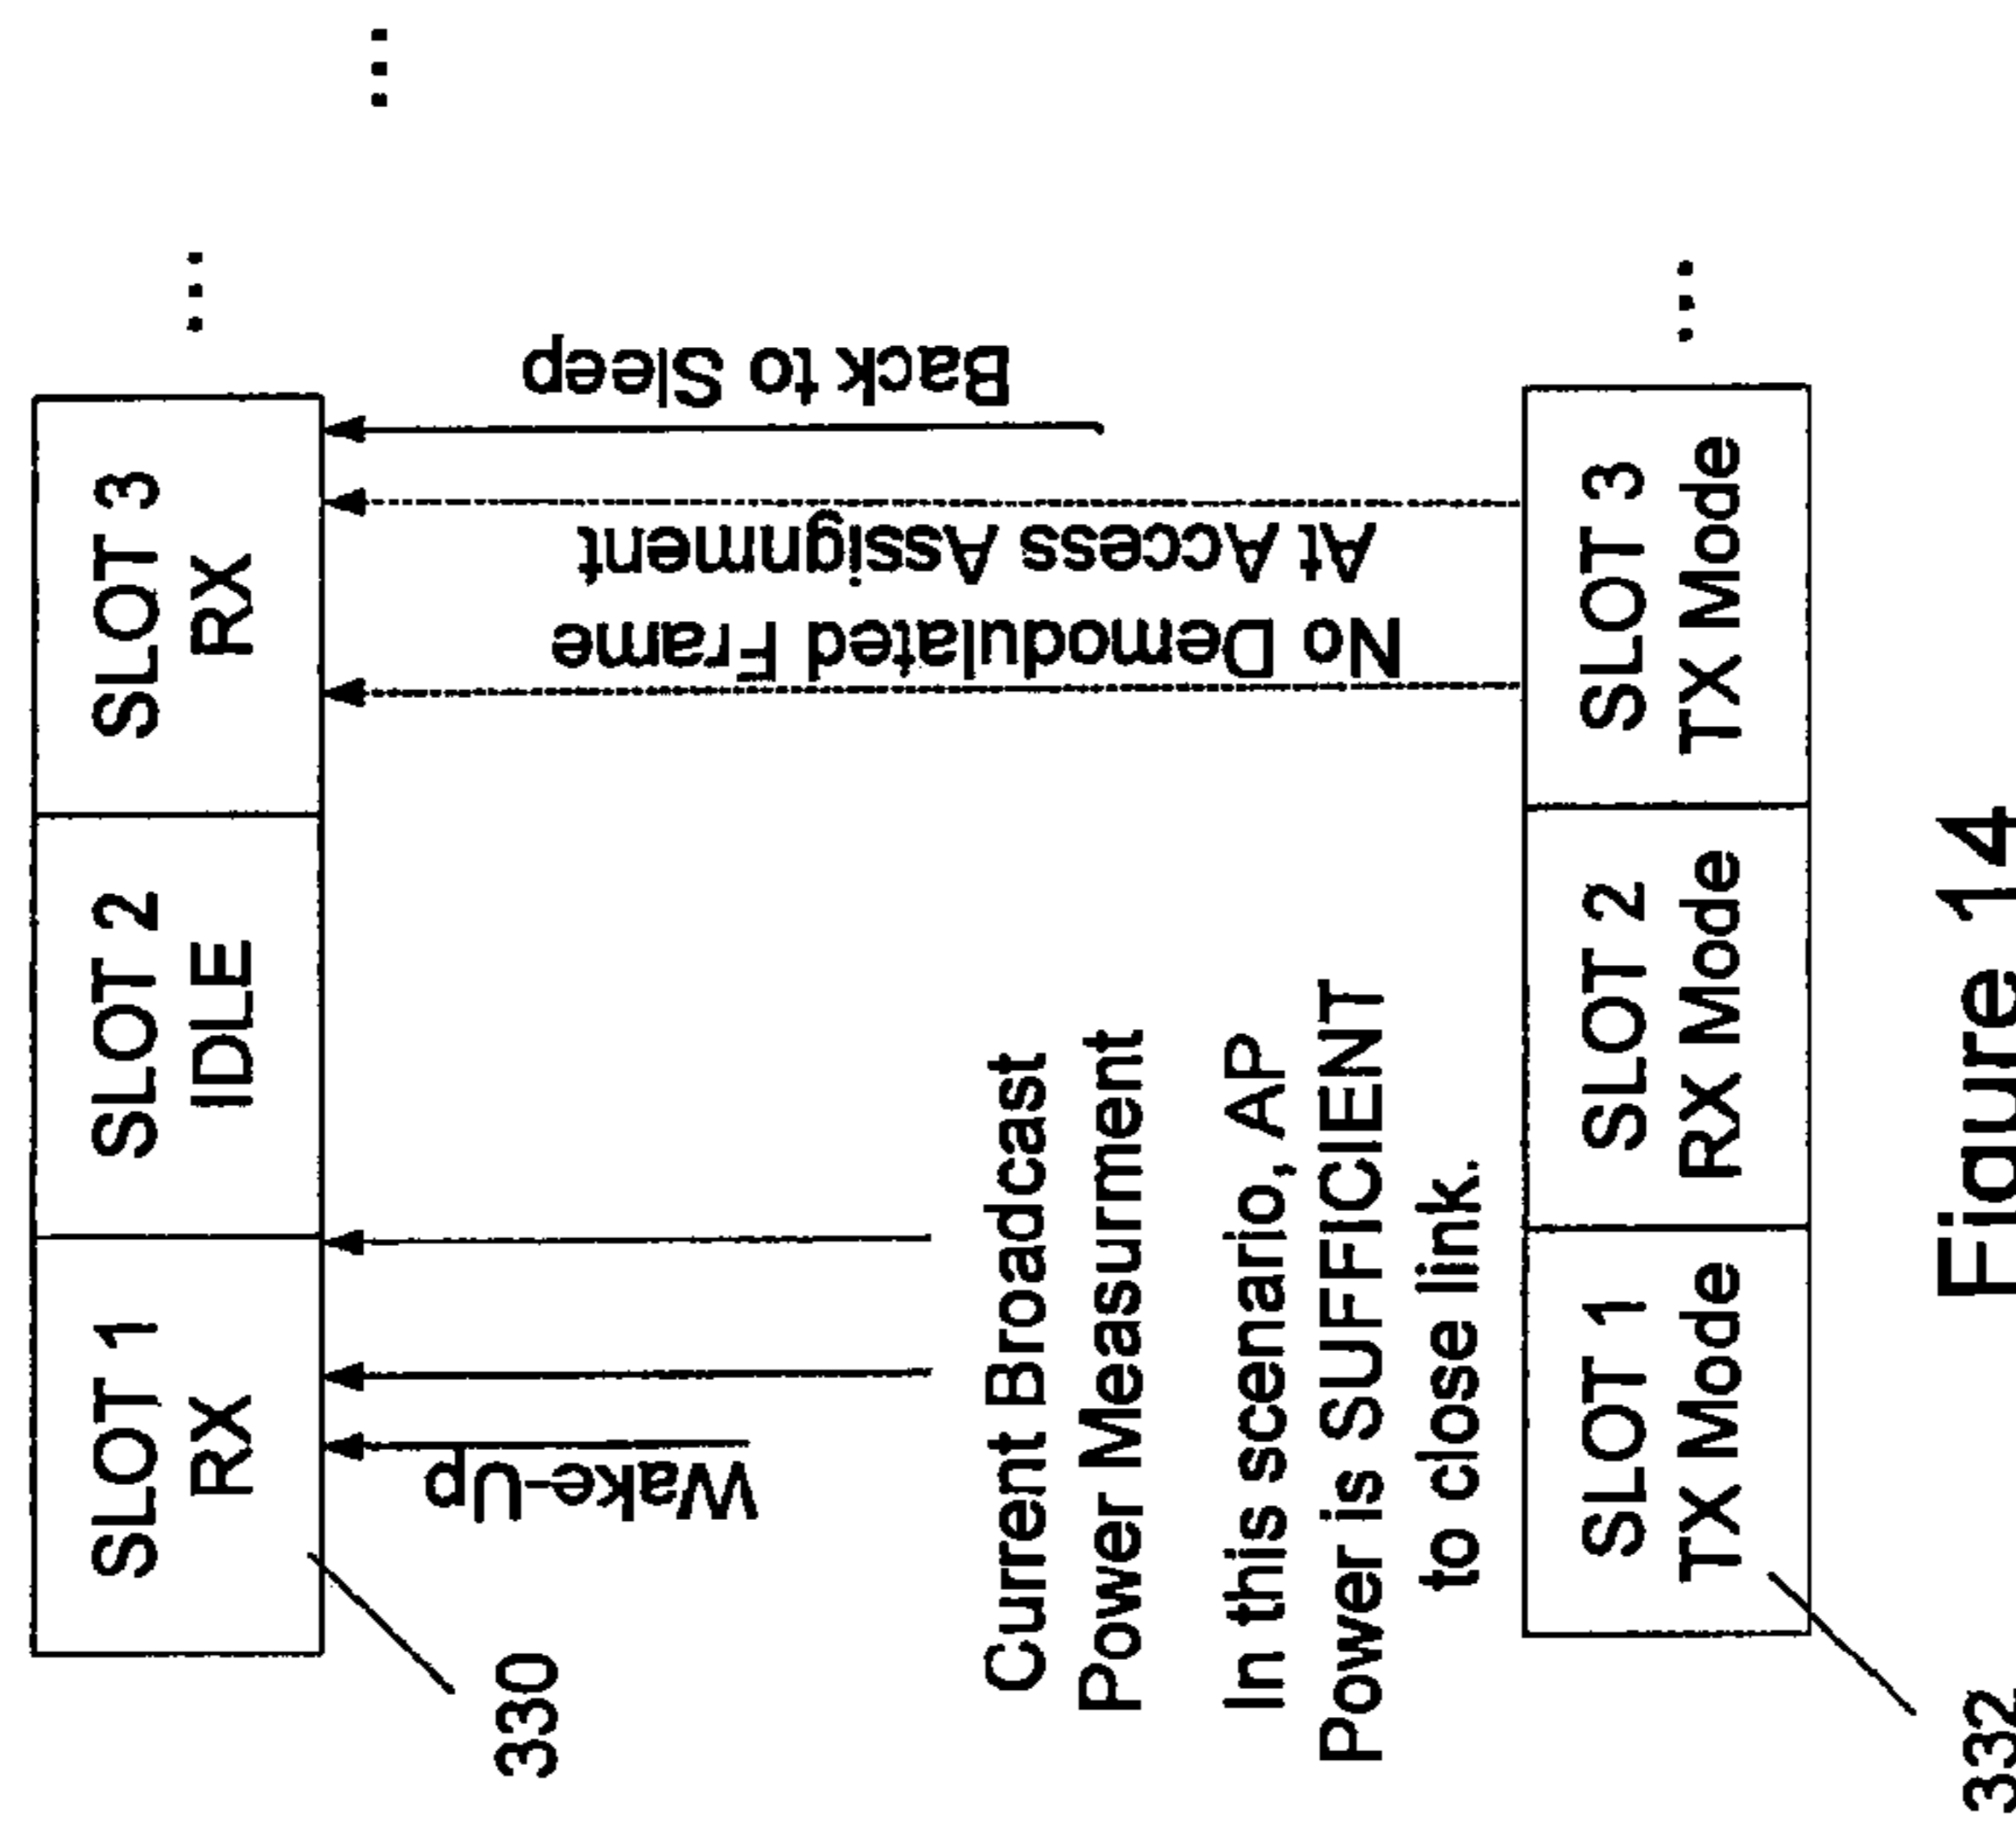 SLOT 1
RX
SLOT 2
IDLE
SLOT 3
RX
...
...
330
Wake-Up
Current Broadcast
Power Measurment
In this scenario, AP
Power is SUFFICIENT
to close link.
No Demodulated Frame
At Access Assignment
Back to Sleep
SLOT 1
TX Mode
SLOT 2
RX Mode
SLOT 3
TX Mode
...
332
Figure 14